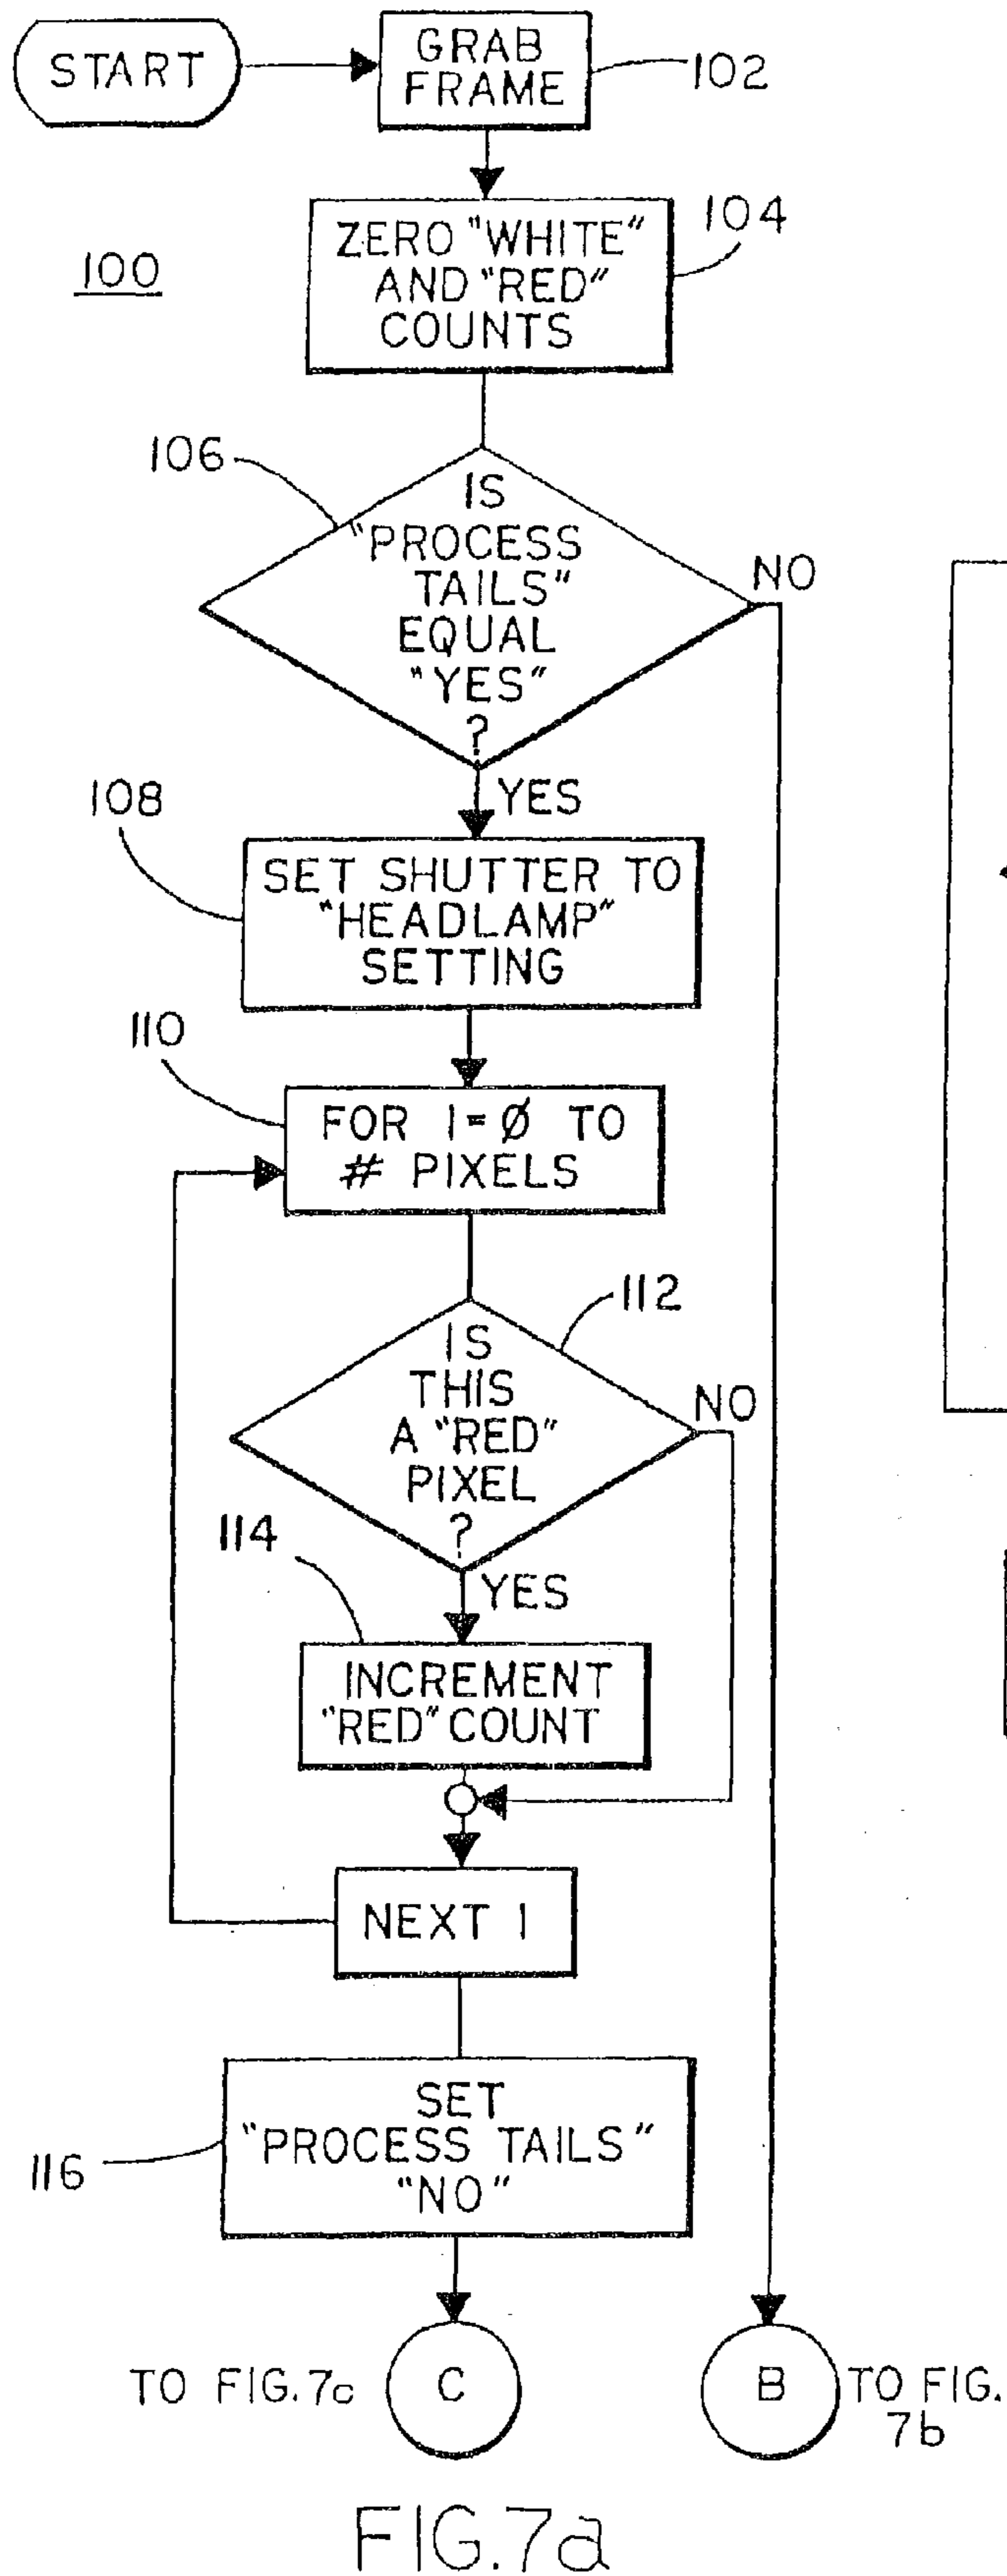 START
GRAB
FRAME
102
ZERO "WHITE"
AND "RED"
COUNTS
104
100
106
IS
"PROCESS
TAILS"
EQUAL
"YES"
?
NO
YES
108
SET SHUTTER TO
"HEADLAMP"
SETTING
110
FOR I=Ø TO
# PIXELS
112
IS
THIS
A "RED"
PIXEL
?
NO
114
YES
INCREMENT
"RED" COUNT
NEXT I
SET
"PROCESS TAILS"
"NO"
116
TO FIG.7c
C
B
TO FIG.
7b
FIG.7a